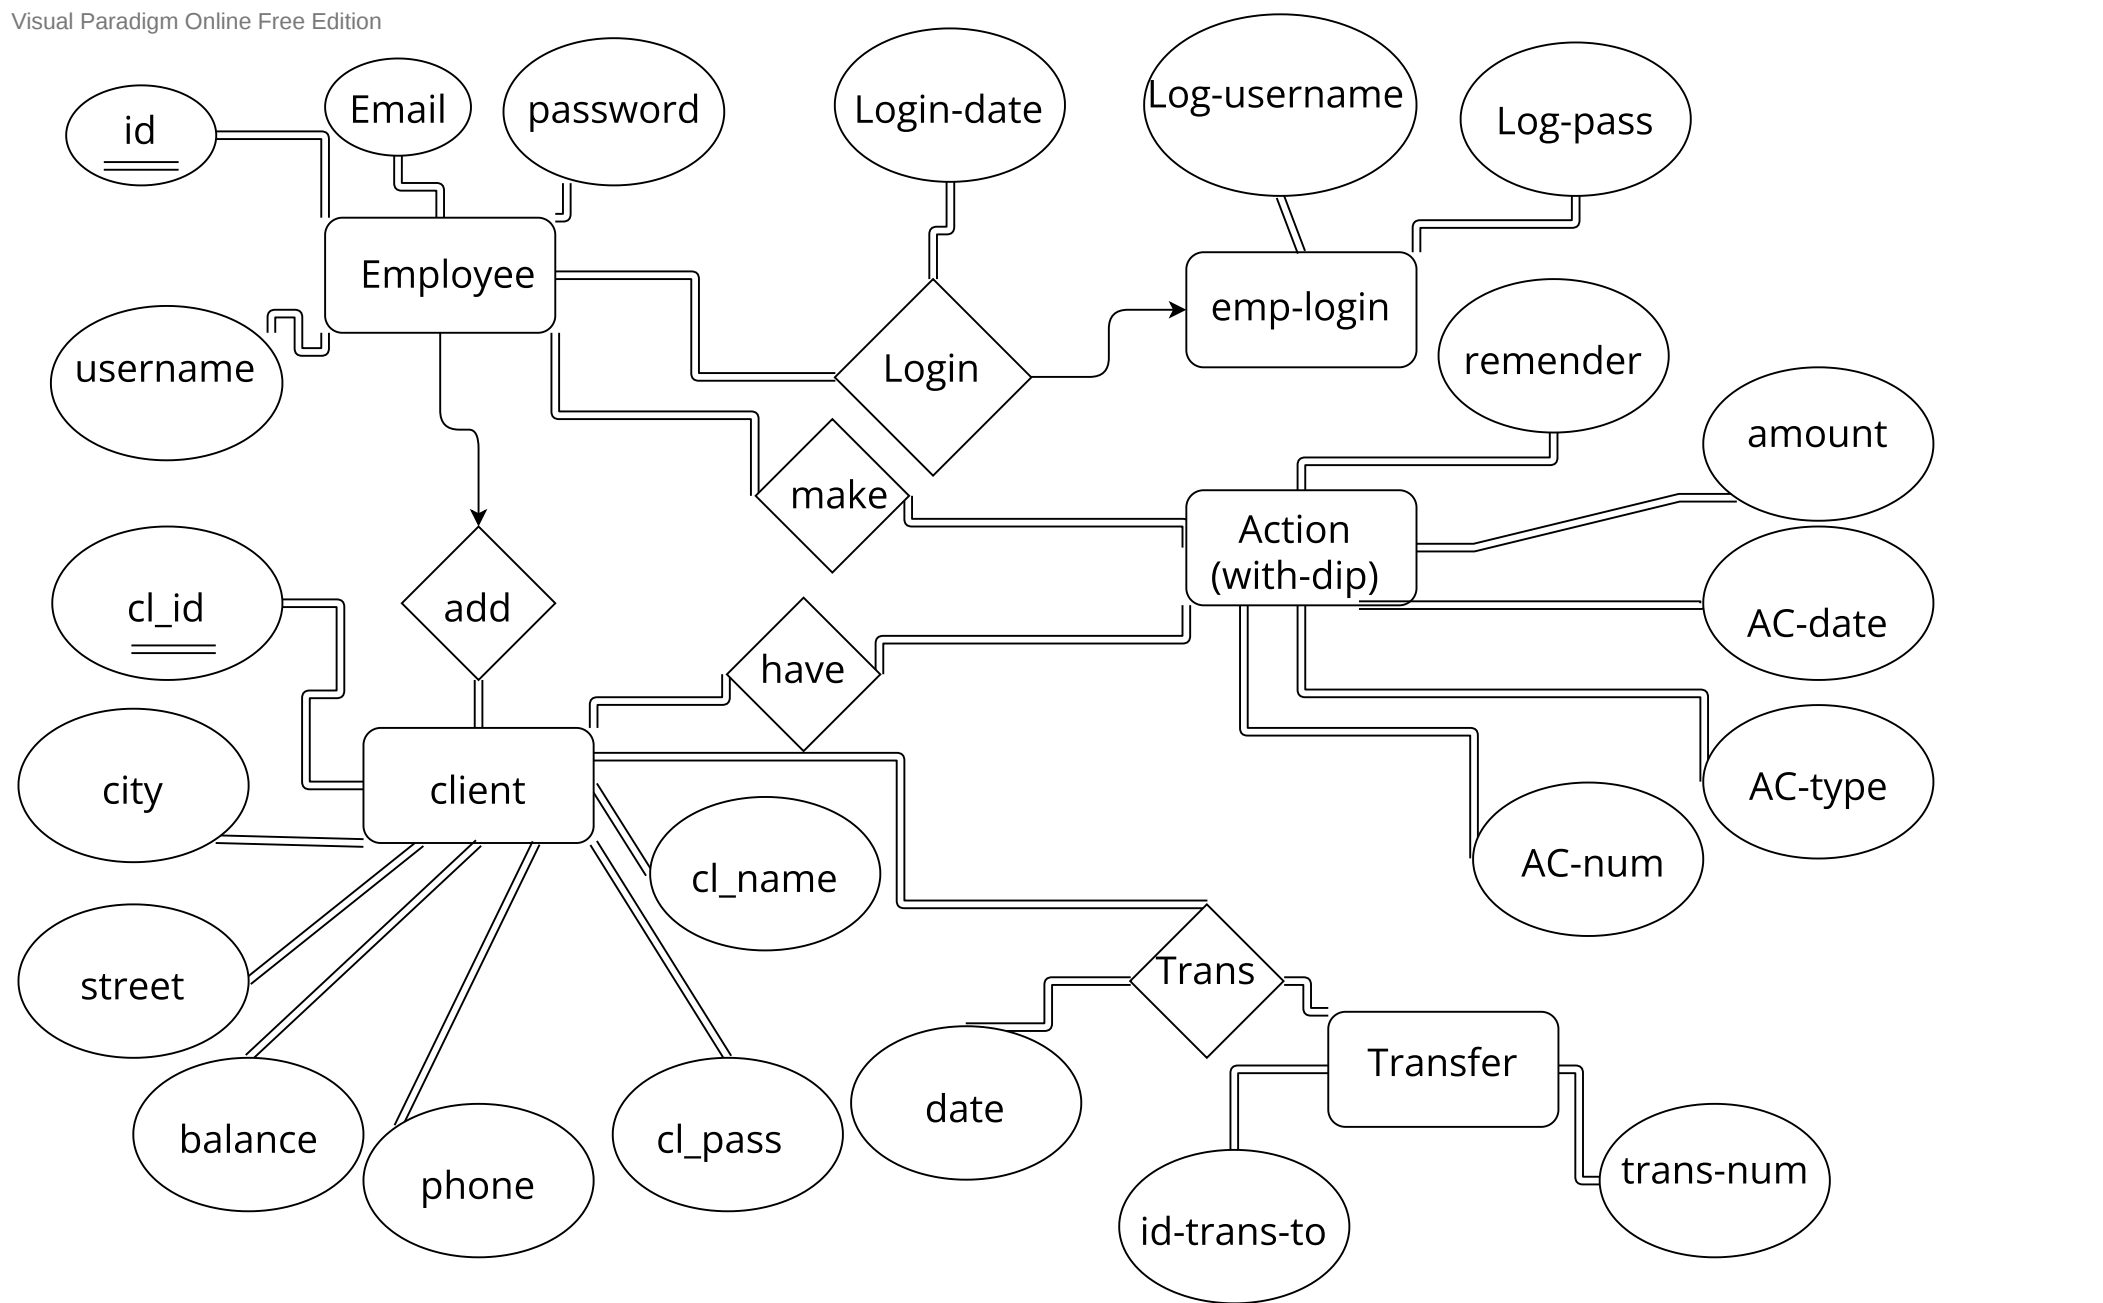 Visual Paradigm Online Free Edition
id
Email
password
Login-date
Log-username
Log-pass
Employee
emp-login
username
Login
remender
amount
make
Action
(with-dip)
cl_id
add
have
AC-date
city
client
AC-type
cl_name
AC-num
street
Trans
Transfer
balance
phone
cl_pass
date
id-trans-to
trans-num